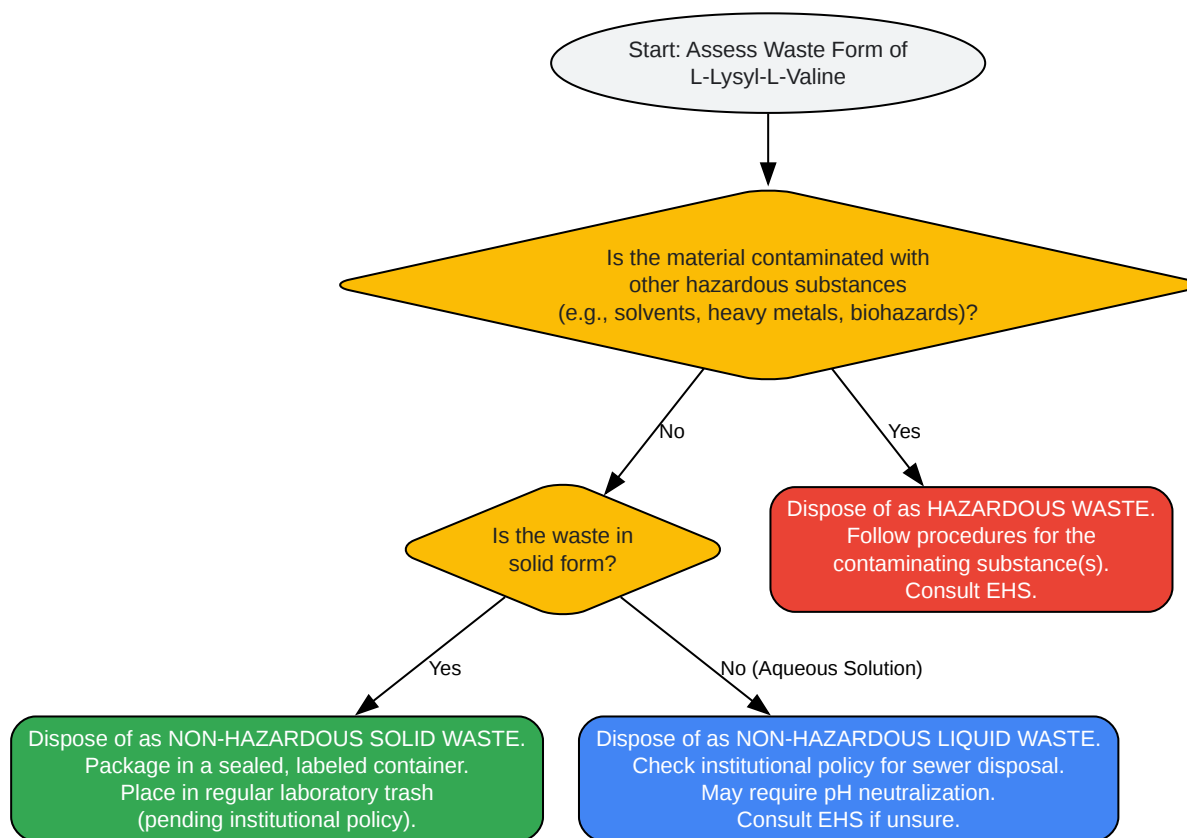 Start: Assess Waste Form of
L-Lysyl-L-Valine
Is the material contaminated with
other hazardous substances
(e.g., solvents, heavy metals, biohazards)?
No
Yes
Is the waste in
solid form?
Dispose of as HAZARDOUS WASTE.
Follow procedures for the
contaminating substance(s).
Consult EHS.
Yes
No (Aqueous Solution)
Dispose of as NON-HAZARDOUS SOLID WASTE.
Package in a sealed, labeled container.
Place in regular laboratory trash
(pending institutional policy).
Dispose of as NON-HAZARDOUS LIQUID WASTE.
Check institutional policy for sewer disposal.
May require pH neutralization.
Consult EHS if unsure.